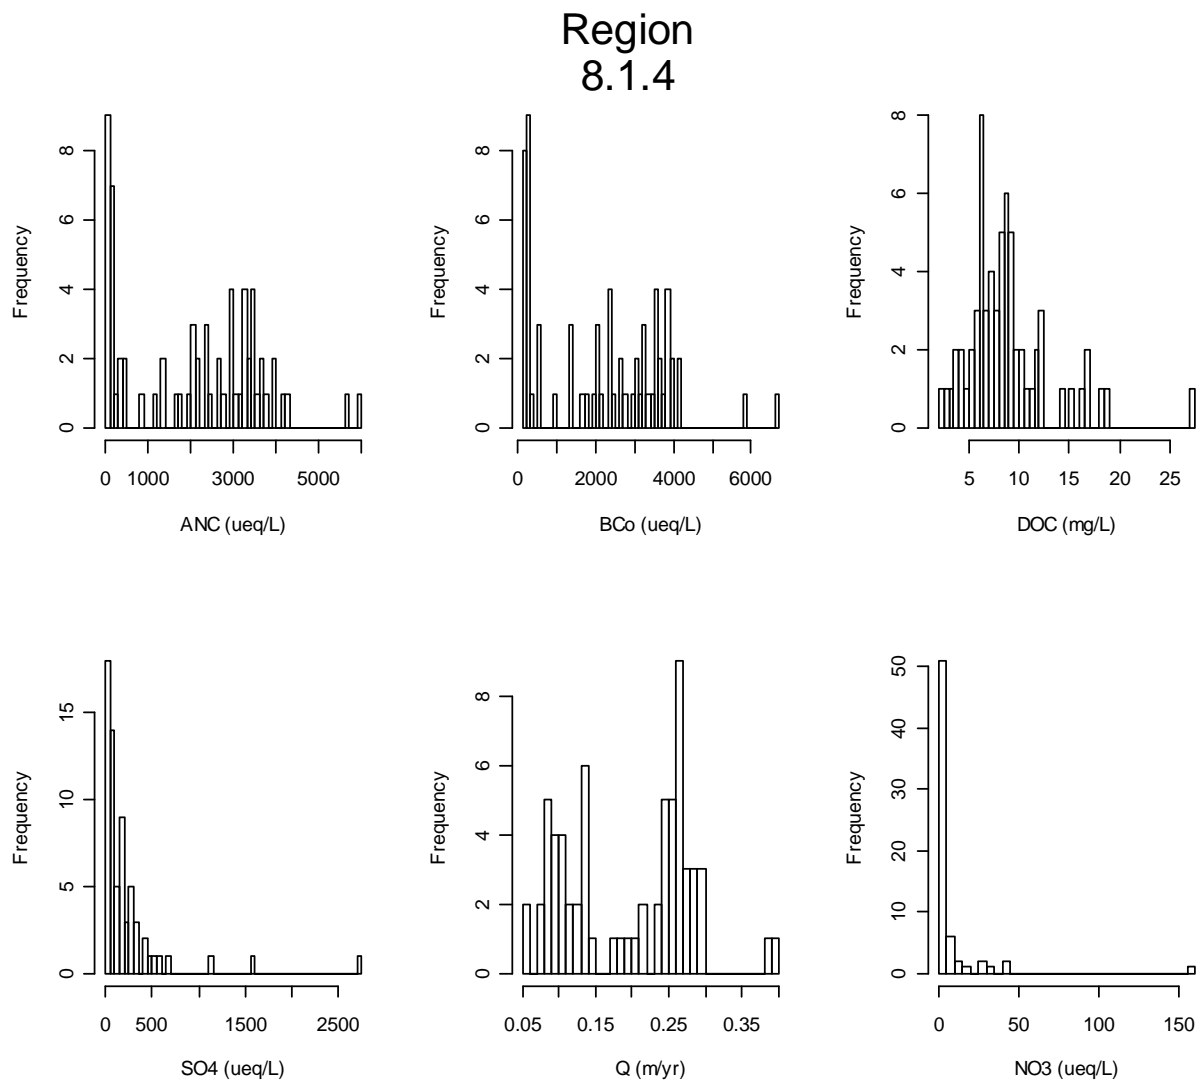 Region
8.1.4
Frequency
0 2 4 6 8
0 1000 3000 5000
ANC (ueq/L)
Frequency
0 2 4 6 8
0 2000 4000 6000
BCo (ueq/L)
Frequency
0 2 4 6 8
5 10 15 20 25
DOC (mg/L)
Frequency
0 5 10 15
0 500 1500 2500
SO4 (ueq/L)
Frequency
0 2 4 6 8
0.05 0.15 0.25 0.35
Q (m/yr)
Frequency
0 10 20 30 40 50
0 50 100 150
NO3 (ueq/L)